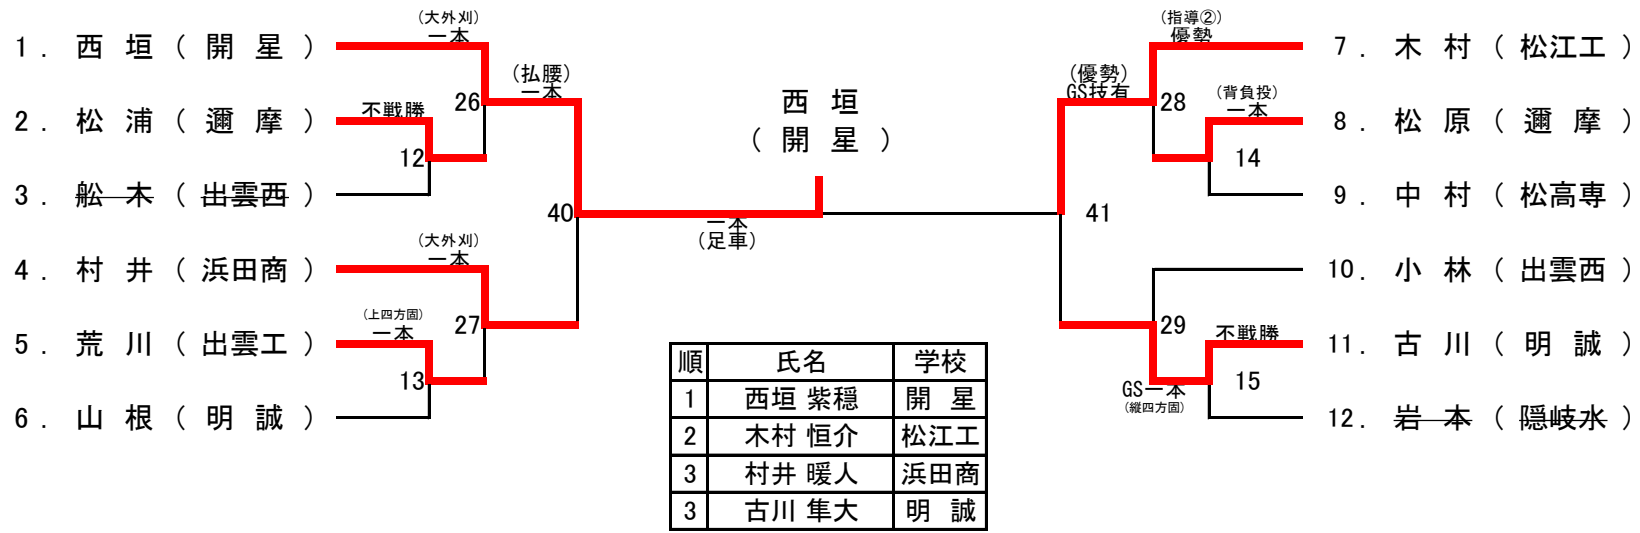 (大外刈)
一本
1. 西 垣 ( 開 星 )
(払腰)
一本
26
不戦勝
2. 松 浦 ( 邇 摩 )
12
3. 舩 木 ( 出雲西 )
40
(大外刈)
一本
4. 村 井 ( 浜田商 )
(上四方固)
一本
27
5. 荒 川 ( 出雲工 )
13
6. 山 根 ( 明 誠 )
西 垣
( 開 星 )
一本
(足車)
(指導②)
優勢
7. 木 村 ( 松江工 )
(優勢)
GS技有
28
(背負投)
一本
8. 松 原 ( 邇 摩 )
14
9. 中 村 ( 松高専 )
41
10. 小 林 ( 出雲西 )
29
不戦勝
11. 古 川 ( 明 誠 )
GS一本
(縦四方固)
15
12. 岩 本 ( 隠岐水 )
順 氏名 学校
1 西垣 紫穏 開 星
2 木村 恒介 松江工
3 村井 暖人 浜田商
3 古川 隼大 明 誠